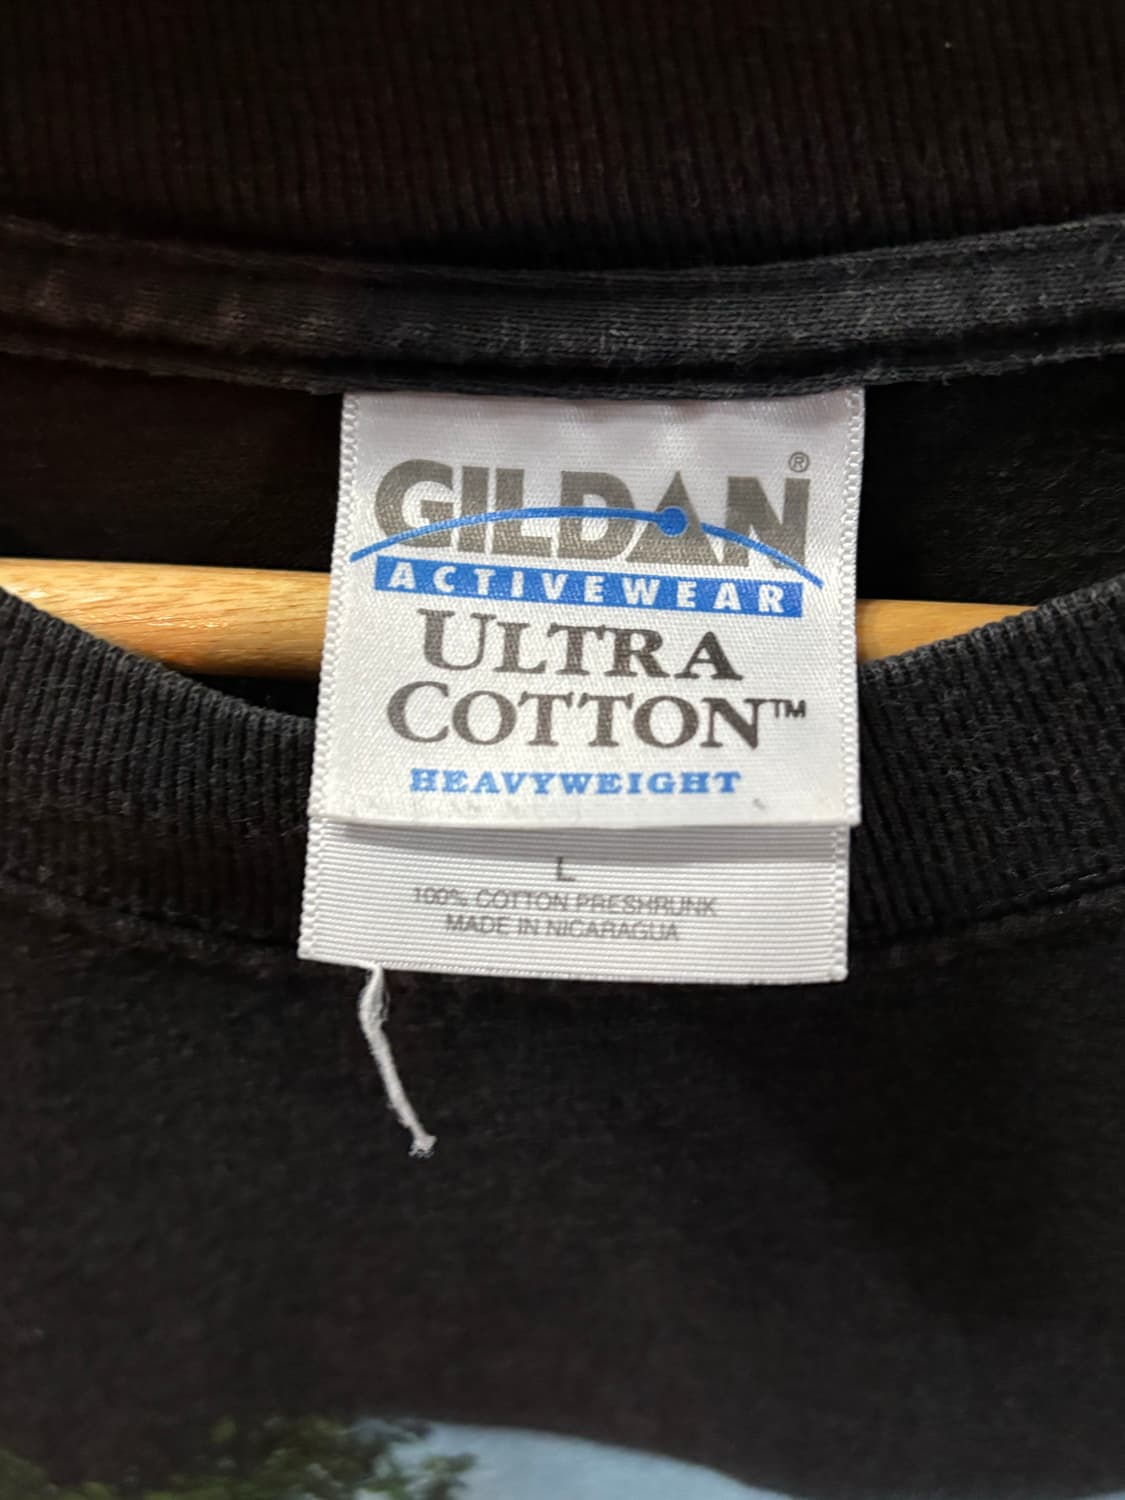 GILDAN®
ACTIVEWEAR
ULTRA
COTTON™
HEAVYWEIGHT
L
100% COTTON PRESHRUNK
MADE IN NICARAGUA